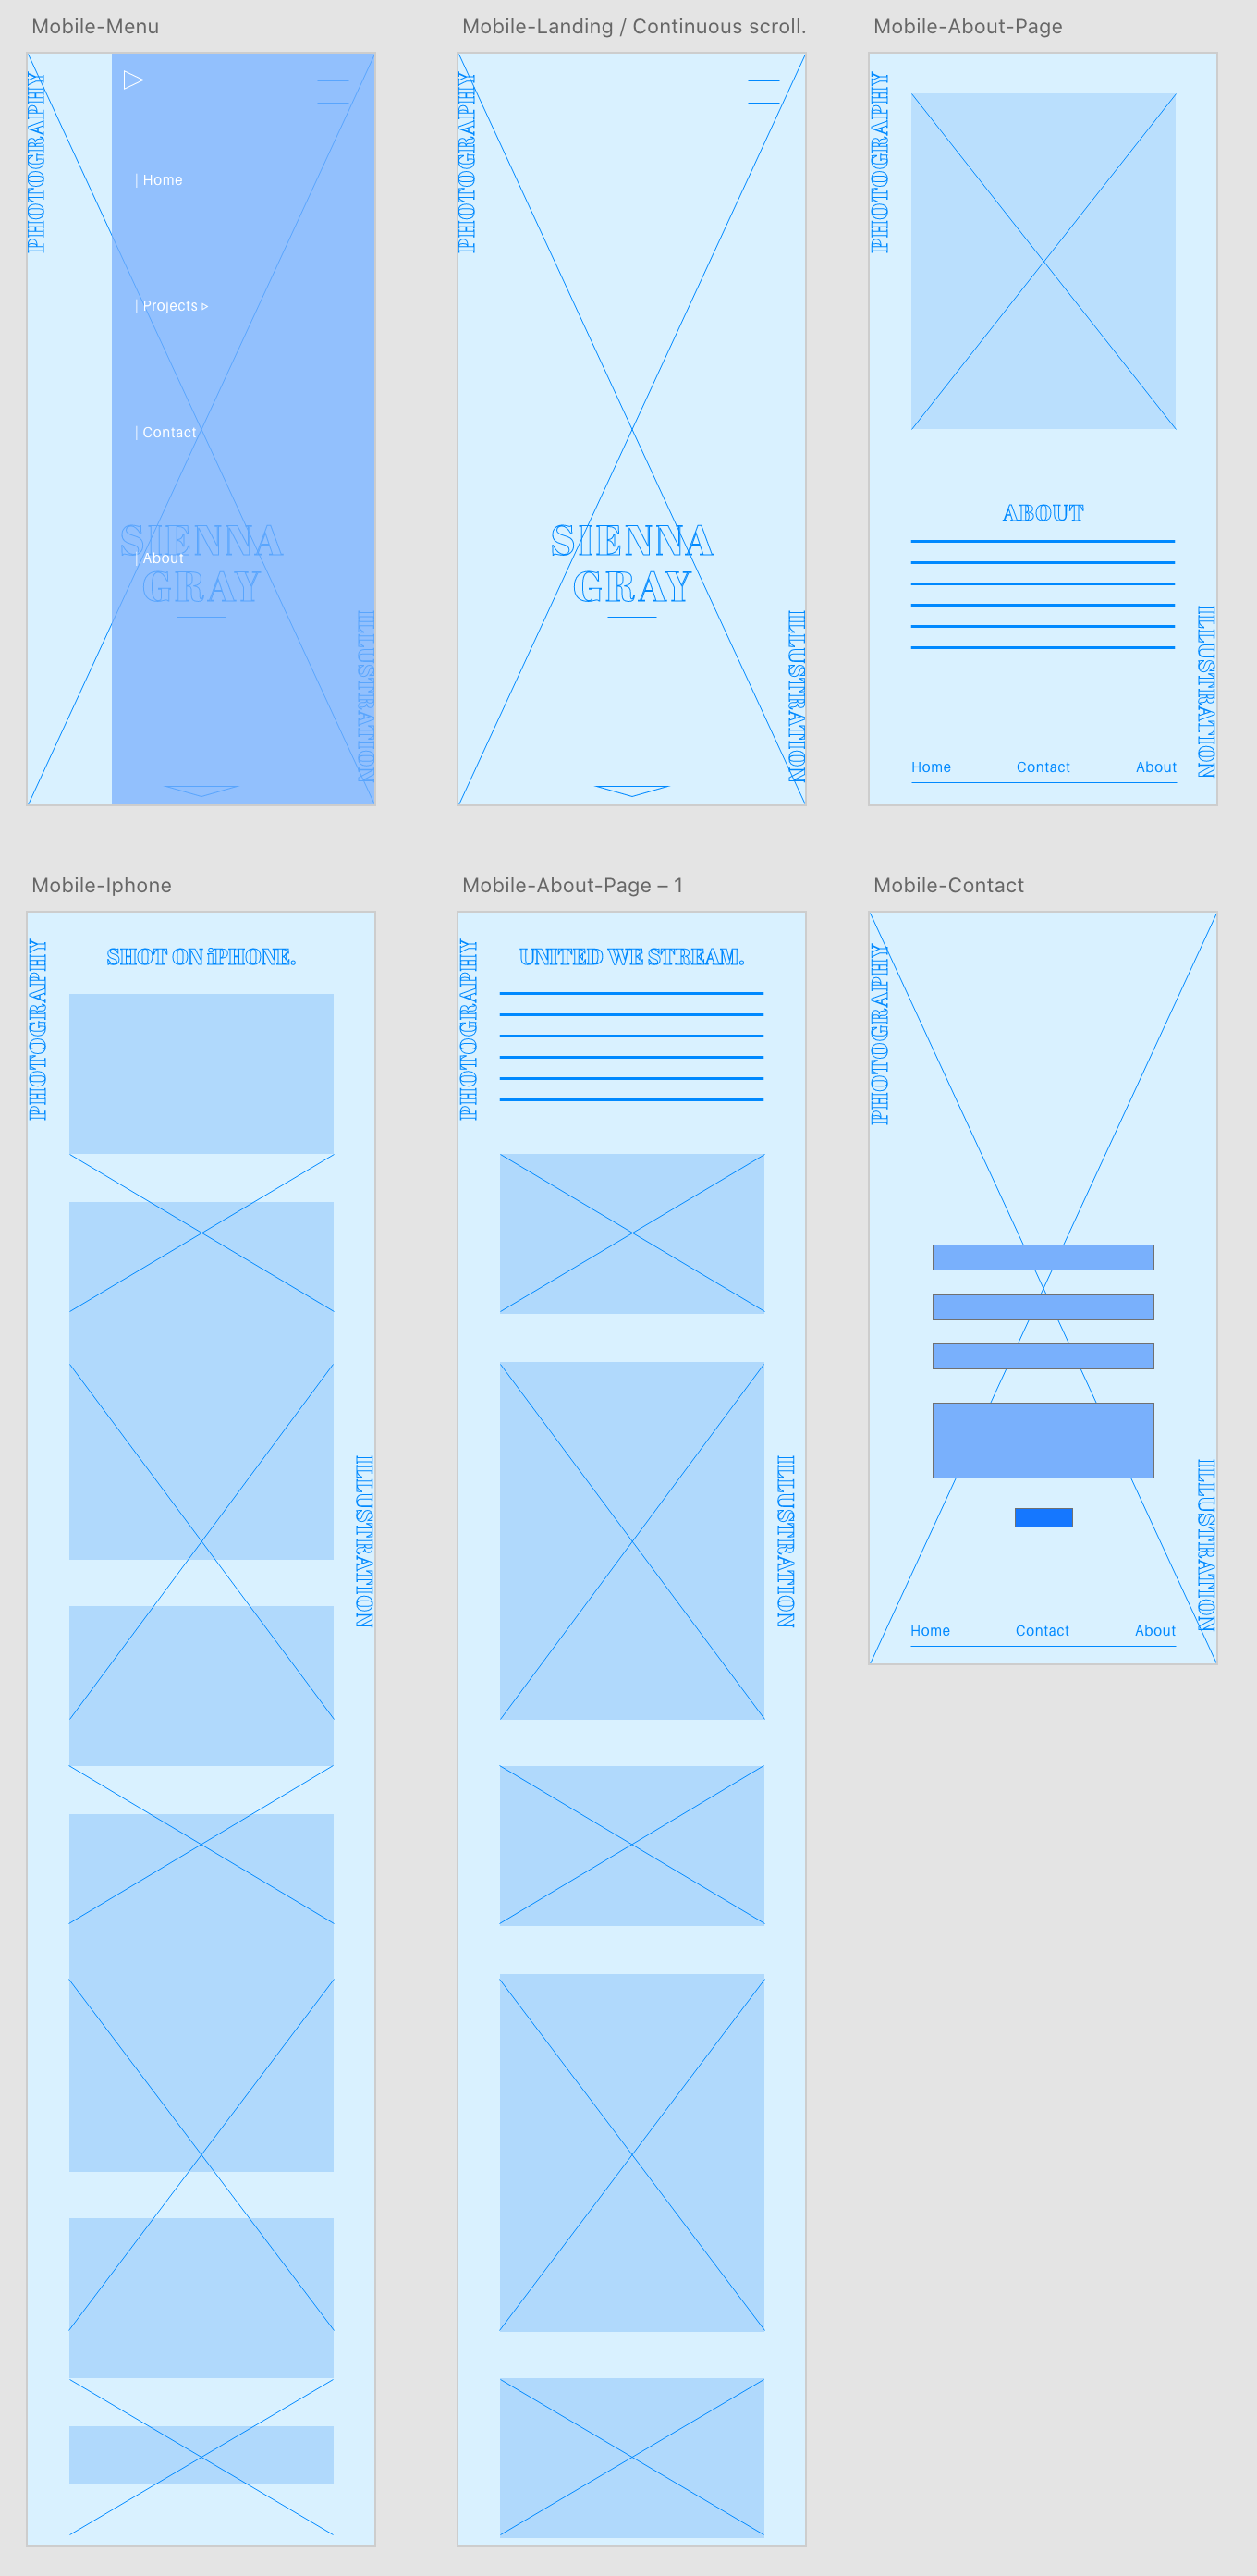 Mobile-Menu
PHOTOGRAPHY
| Home
| Projects ▹
| Contact
SIENNA
| About
GRAY
ILLUSTRATION
Mobile-Landing / Continuous scroll.
PHOTOGRAPHY
SIENNA
GRAY
ILLUSTRATION
Mobile-About-Page
PHOTOGRAPHY
ABOUT
ILLUSTRATION
Home Contact About
Mobile-Iphone
PHOTOGRAPHY
SHOT ON iPHONE.
ILLUSTRATION
Mobile-About-Page – 1
PHOTOGRAPHY
UNITED WE STREAM.
ILLUSTRATION
Mobile-Contact
PHOTOGRAPHY
ILLUSTRATION
Home Contact About